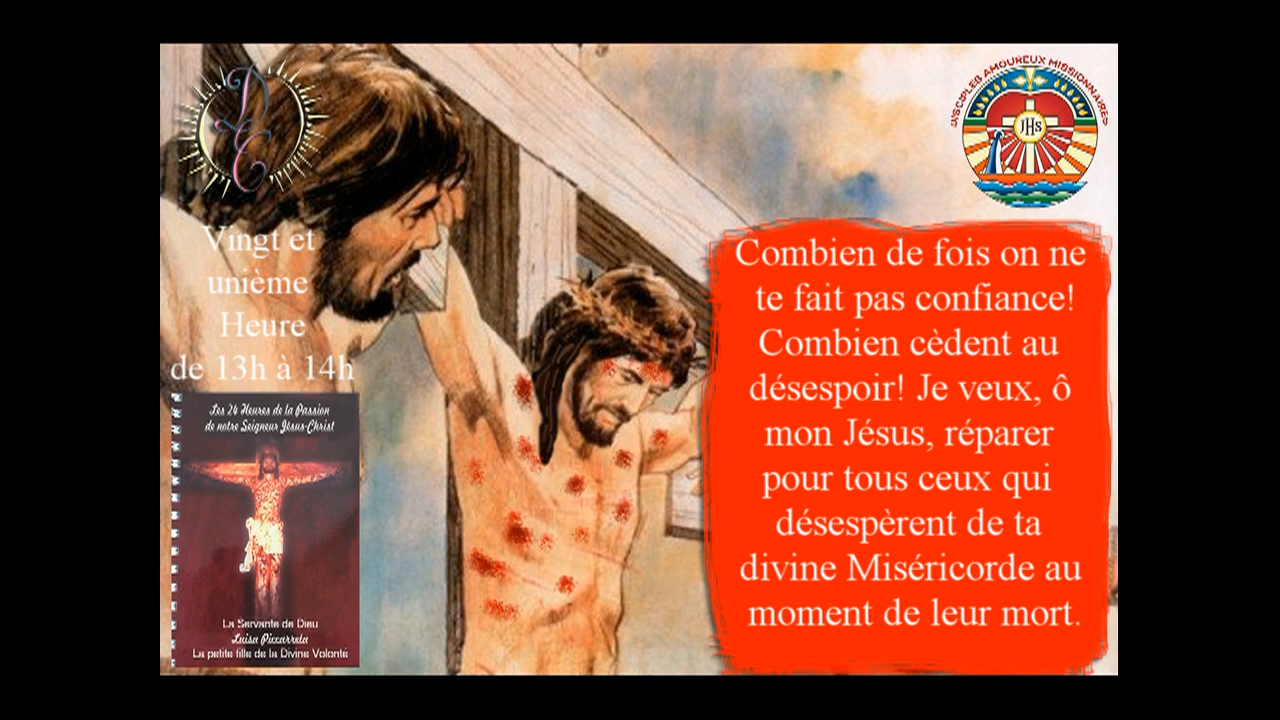 DISCIPLES AMOUREUX MISSIONNAIRES
JHS
Vingt et
unième
Heure
de 13h à 14h
Les 24 Heures de la Passion
de notre Seigneur Jésus-Christ
La Servante de Dieu
Luisa Piccarreta
La petite fille de la Divine Volonté
Combien de fois on ne
te fait pas confiance!
Combien cèdent au
désespoir! Je veux, ô
mon Jésus, réparer
pour tous ceux qui
désespèrent de ta
divine Miséricorde au
moment de leur mort.